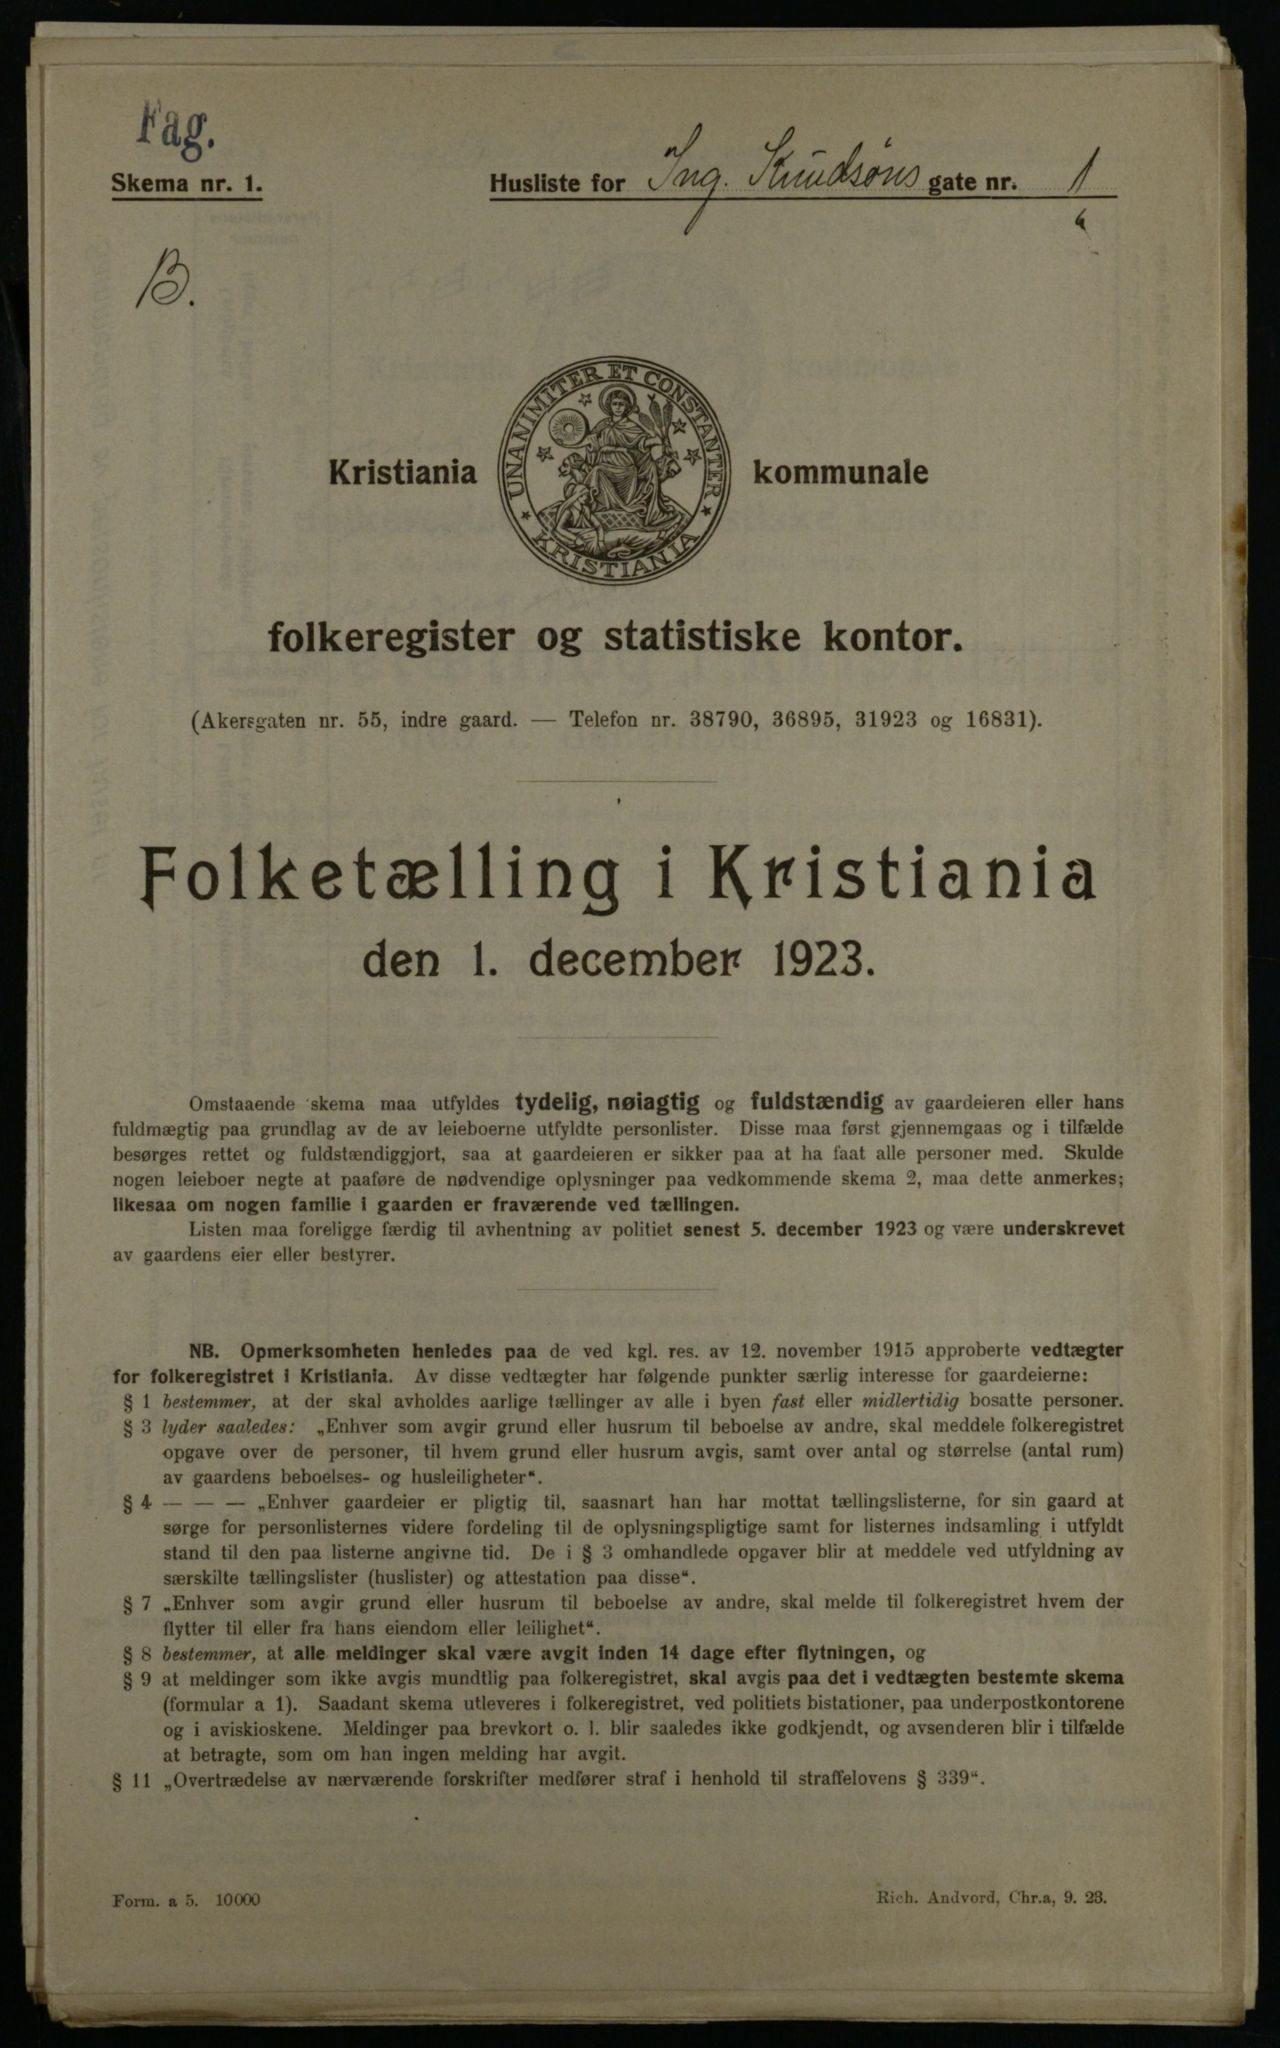 Fag.
Skema nr. 1.
Husliste for Ing. Knudsöns gate nr. 1
B.
UNANIMITER ET CONSTANTER
KRISTIANIA
Kristiania kommunale
folkeregister og statistiske kontor.
(Akersgaten nr. 55, indre gaard. — Telefon nr. 38790, 36895, 31923 og 16831).
Folketælling i Kristiania
den 1. december 1923.
Omstaaende skema maa utfyldes tydelig, nøiagtig og fuldstændig av gaardeieren eller hans
fuldmægtig paa grundlag av de av leieboerne utfyldte personlister. Disse maa først gjennemgaas og i tilfælde
besørges rettet og fuldstændiggjort, saa at gaardeieren er sikker paa at ha faat alle personer med. Skulde
nogen leieboer negte at paaføre de nødvendige oplysninger paa vedkommende skema 2, maa dette anmerkes;
likesaa om nogen familie i gaarden er fraværende ved tællingen.
Listen maa foreligge færdig til avhentning av politiet senest 5. december 1923 og være underskrevet
av gaardens eier eller bestyrer.
NB. Opmerksomheten henledes paa de ved kgl. res. av 12. november 1915 approberte vedtægter
for folkeregistret i Kristiania. Av disse vedtægter har følgende punkter særlig interesse for gaardeierne:
§ 1 bestemmer, at der skal avholdes aarlige tællinger av alle i byen fast eller midlertidig bosatte personer.
§ 3 lyder saaledes: „Enhver som avgir grund eller husrum til beboelse av andre, skal meddele folkeregistret
opgave over de personer, til hvem grund eller husrum avgis, samt over antal og størrelse (antal rum)
av gaardens beboelses- og husleiligheter“.
§ 4 — — — „Enhver gaardeier er pligtig til, saasnart han har mottat tællingslisterne, for sin gaard at
sørge for personlisternes videre fordeling til de oplysningspligtige samt for listernes indsamling i utfyldt
stand til den paa listerne angivne tid. De i § 3 omhandlede opgaver blir at meddele ved utfyldning av
særskilte tællingslister (huslister) og attestation paa disse“.
§ 7 „Enhver som avgir grund eller husrum til beboelse av andre, skal melde til folkeregistret hvem der
flytter til eller fra hans eiendom eller leilighet“.
§ 8 bestemmer, at alle meldinger skal være avgit inden 14 dage efter flytningen, og
§ 9 at meldinger som ikke avgis mundtlig paa folkeregistret, skal avgis paa det i vedtægten bestemte skema
(formular a 1). Saadant skema utleveres i folkeregistret, ved politiets bistationer, paa underpostkontorene
og i aviskioskene. Meldinger paa brevkort o. l. blir saaledes ikke godkjendt, og avsenderen blir i tilfælde
at betragte, som om han ingen melding har avgit.
§ 11 „Overtrædelse av nærværende forskrifter medfører straf i henhold til straffelovens § 339“.
Form. a 5. 10000
Rich. Andvord, Chr.a, 9. 23.